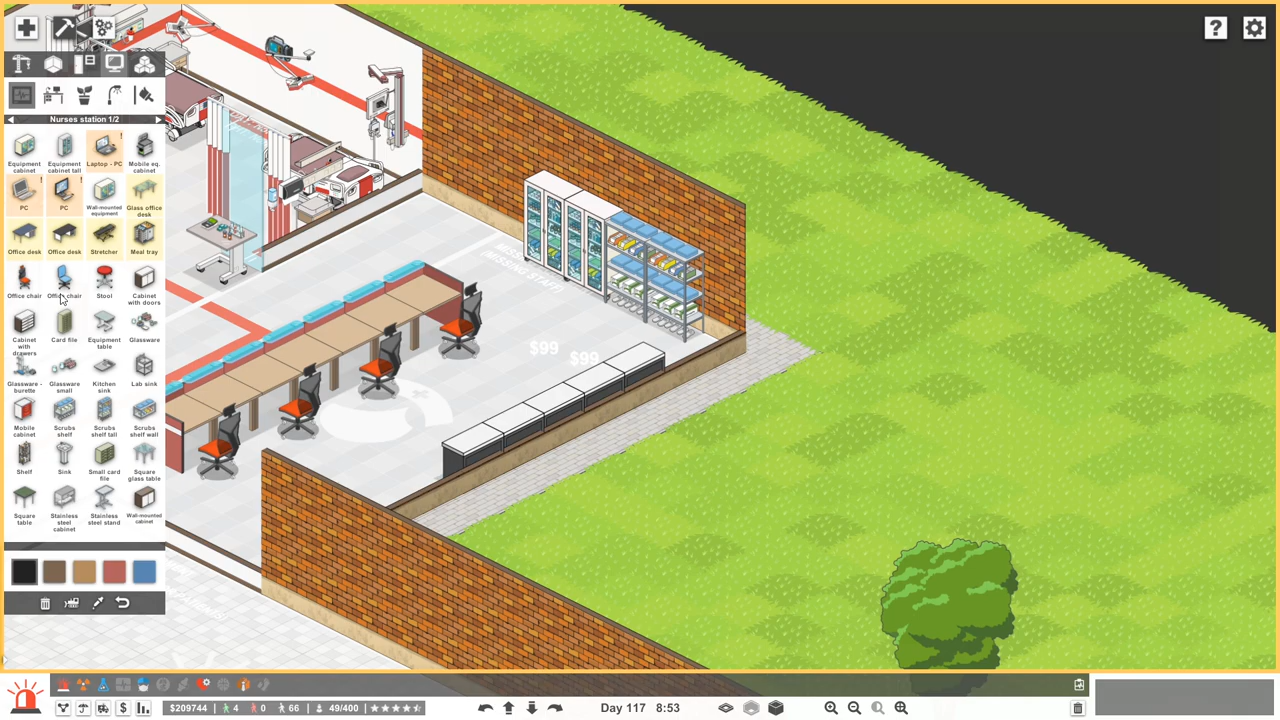 Nurses station 1/2
Equipment cabinet
Equipment cabinet tall
Laptop - PC
Mobile eq. cabinet
PC
PC
Wall-mounted equipment
Glass office desk
Office desk
Office desk
Stretcher
Meal tray
Office chair
Office chair
Stool
Cabinet with doors
Cabinet with drawers
Card file
Equipment table
Glassware
Glassware - burette
Glassware small
Kitchen sink
Lab sink
Mobile cabinet
Scrubs shelf
Scrubs shelf tall
Scrubs shelf wall
Shelf
Sink
Small card file
Square glass table
Square table
Stainless steel cabinet
Stainless steel stand
Wall-mounted cabinet
(MISSING STAFF)
$99
$99
?
$209744
4
0
66
49/400
Day 117 8:53